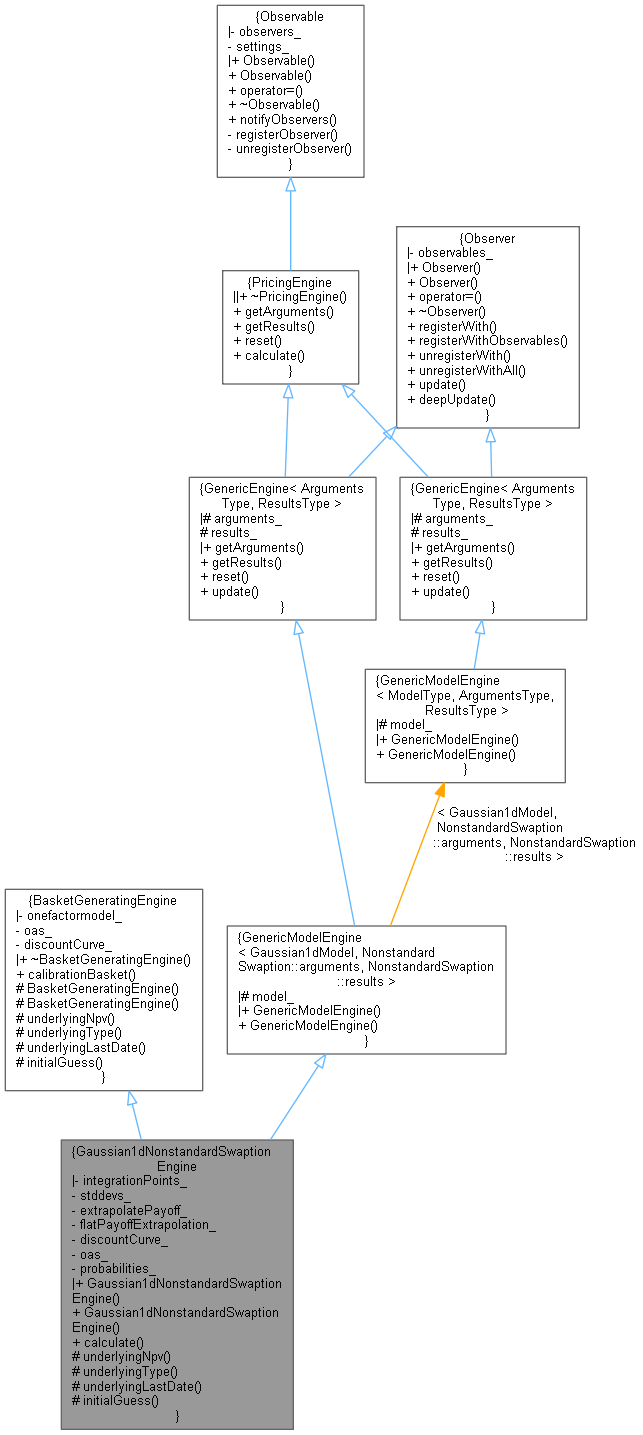 {Observable
|- observers_
- settings_
|+ Observable()
+ Observable()
+ operator=()
+ ~Observable()
+ notifyObservers()
- registerObserver()
- unregisterObserver()
}
{Observer
|- observables_
|+ Observer()
+ Observer()
+ operator=()
+ ~Observer()
+ registerWith()
+ registerWithObservables()
+ unregisterWith()
+ unregisterWithAll()
+ update()
+ deepUpdate()
}
{PricingEngine
||+ ~PricingEngine()
+ getArguments()
+ getResults()
+ reset()
+ calculate()
}
{GenericEngine< Arguments
Type, ResultsType >
|# arguments_
# results_
|+ getArguments()
+ getResults()
+ reset()
+ update()
}
{GenericEngine< Arguments
Type, ResultsType >
|# arguments_
# results_
|+ getArguments()
+ getResults()
+ reset()
+ update()
}
{GenericModelEngine
< ModelType, ArgumentsType,
ResultsType >
|# model_
|+ GenericModelEngine()
+ GenericModelEngine()
}
< Gaussian1dModel,
NonstandardSwaption
::arguments, NonstandardSwaption
::results >
{BasketGeneratingEngine
|- onefactormodel_
- oas_
- discountCurve_
|+ ~BasketGeneratingEngine()
+ calibrationBasket()
# BasketGeneratingEngine()
# BasketGeneratingEngine()
# underlyingNpv()
# underlyingType()
# underlyingLastDate()
# initialGuess()
}
{GenericModelEngine
< Gaussian1dModel, Nonstandard
Swaption::arguments, NonstandardSwaption
::results >
|# model_
|+ GenericModelEngine()
+ GenericModelEngine()
}
{Gaussian1dNonstandardSwaption
Engine
|- integrationPoints_
- stddevs_
- extrapolatePayoff_
- flatPayoffExtrapolation_
- discountCurve_
- oas_
- probabilities_
|+ Gaussian1dNonstandardSwaption
Engine()
+ Gaussian1dNonstandardSwaption
Engine()
+ calculate()
# underlyingNpv()
# underlyingType()
# underlyingLastDate()
# initialGuess()
}